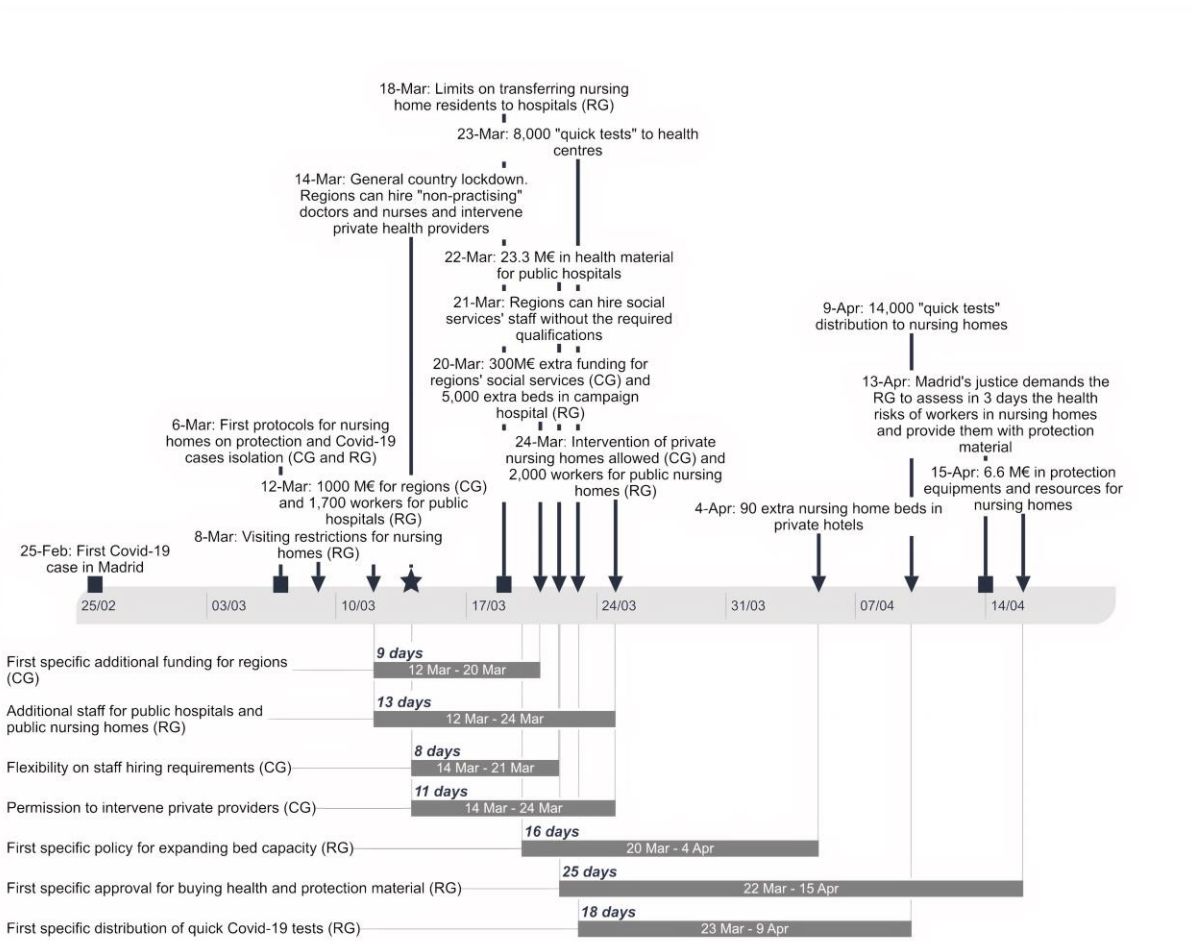 18-Mar: Limits on transferring nursing
home residents to hospitals (RG)
23-Mar: 8,000 "quick tests" to health
centres
14-Mar: General country lockdown.
Regions can hire "non-practising"
doctors and nurses and intervene
private health providers
22-Mar: 23.3 M€ in health material
for public hospitals
21-Mar: Regions can hire social
services' staff without the required
qualifications
20-Mar: 300M€ extra funding for
regions' social services (CG) and
5,000 extra beds in campaign
hospital (RG)
24-Mar: Intervention of private
nursing homes allowed (CG) and
2,000 workers for public nursing
homes (RG)
9-Apr: 14,000 "quick tests"
distribution to nursing homes
13-Apr: Madrid's justice demands the
RG to assess in 3 days the health
risks of workers in nursing homes
and provide them with protection
material
15-Apr: 6.6 M€ in protection
equipments and resources for
nursing homes
4-Apr: 90 extra nursing home beds in
private hotels
6-Mar: First protocols for nursing
homes on protection and Covid-19
cases isolation (CG and RG)
12-Mar: 1000 M€ for regions (CG)
and 1,700 workers for public
hospitals (RG)
8-Mar: Visiting restrictions for nursing
homes (RG)
25-Feb: First Covid-19
case in Madrid
25/02 03/03 10/03 17/03 24/03 31/03 07/04 14/04
First specific additional funding for regions
(CG)
9 days
12 Mar - 20 Mar
Additional staff for public hospitals and
public nursing homes (RG)
13 days
12 Mar - 24 Mar
Flexibility on staff hiring requirements (CG)
8 days
14 Mar - 21 Mar
Permission to intervene private providers (CG)
11 days
14 Mar - 24 Mar
First specific policy for expanding bed capacity (RG)
16 days
20 Mar - 4 Apr
First specific approval for buying health and protection material (RG)
25 days
22 Mar - 15 Apr
First specific distribution of quick Covid-19 tests (RG)
18 days
23 Mar - 9 Apr